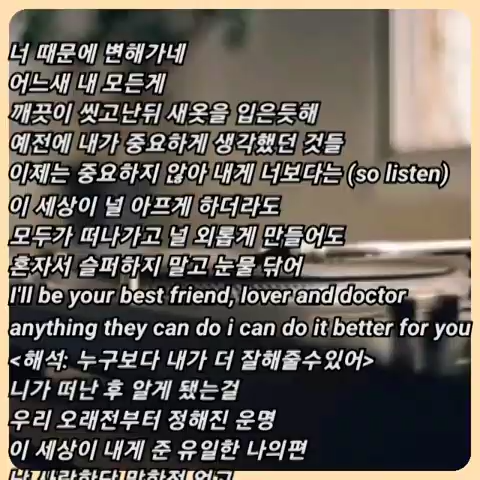 너 때문에 변해가네
어느새 내 모든게
깨끗이 씻고난뒤 새옷을 입은듯해
예전에 내가 중요하게 생각했던 것들
이제는 중요하지 않아 내게 너보다는 (so listen)
이 세상이 널 아프게 하더라도
모두가 떠나가고 널 외롭게 만들어도
혼자서 슬퍼하지 말고 눈물 닦어
I'll be your best friend, lover and doctor
anything they can do i can do it better for you
<해석: 누구보다 내가 더 잘해줄수있어>
니가 떠난 후 알게 됐는걸
우리 오래전부터 정해진 운명
이 세상이 내게 준 유일한 나의편